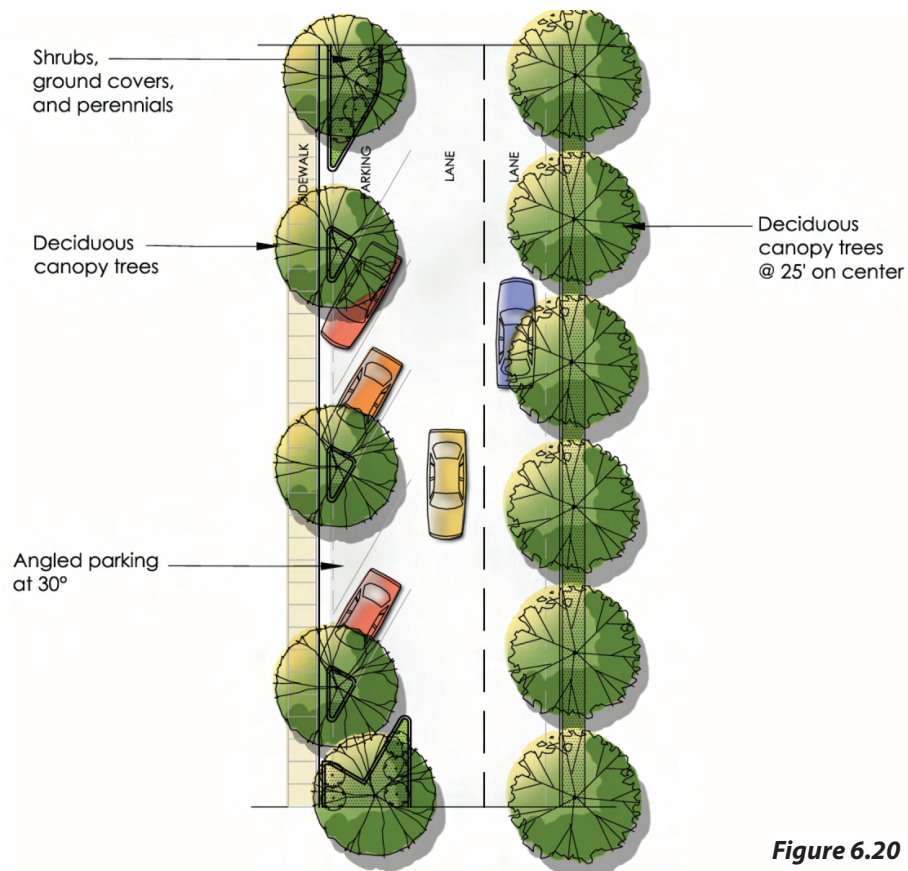 Shrubs,
ground covers,
and perennials
SIDEWALK
PARKING
LANE
LANE
Deciduous
canopy trees
Deciduous
canopy trees
@ 25' on center
Angled parking
at 30°
Figure 6.20